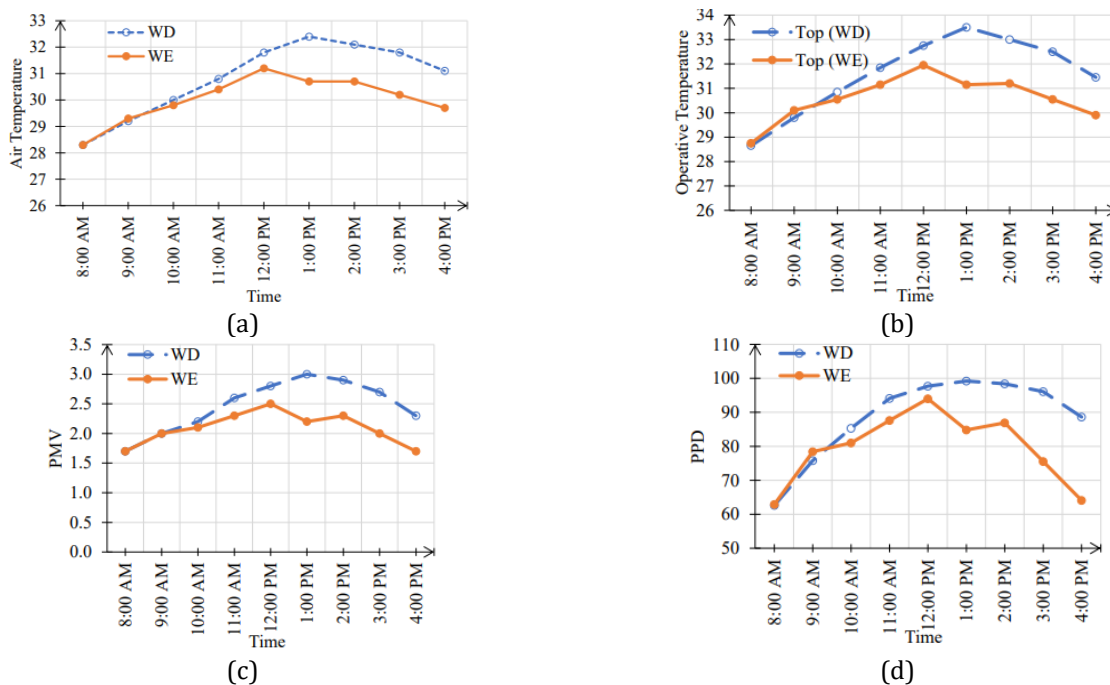 33
32
31
30
29
28
27
26
Air Temperature
WD
WE
8:00 AM
9:00 AM
10:00 AM
11:00 AM
12:00 PM
1:00 PM
2:00 PM
3:00 PM
4:00 PM
Time
(a)
34
33
32
31
30
29
28
27
26
Operative Temperature
Top (WD)
Top (WE)
8:00 AM
9:00 AM
10:00 AM
11:00 AM
12:00 PM
1:00 PM
2:00 PM
3:00 PM
4:00 PM
Time
(b)
3.5
3.0
2.5
2.0
1.5
1.0
0.5
0.0
PMV
WD
WE
8:00 AM
9:00 AM
10:00 AM
11:00 AM
12:00 PM
1:00 PM
2:00 PM
3:00 PM
4:00 PM
Time
(c)
110
100
90
80
70
60
50
PPD
WD
WE
8:00 AM
9:00 AM
10:00 AM
11:00 AM
12:00 PM
1:00 PM
2:00 PM
3:00 PM
4:00 PM
Time
(d)